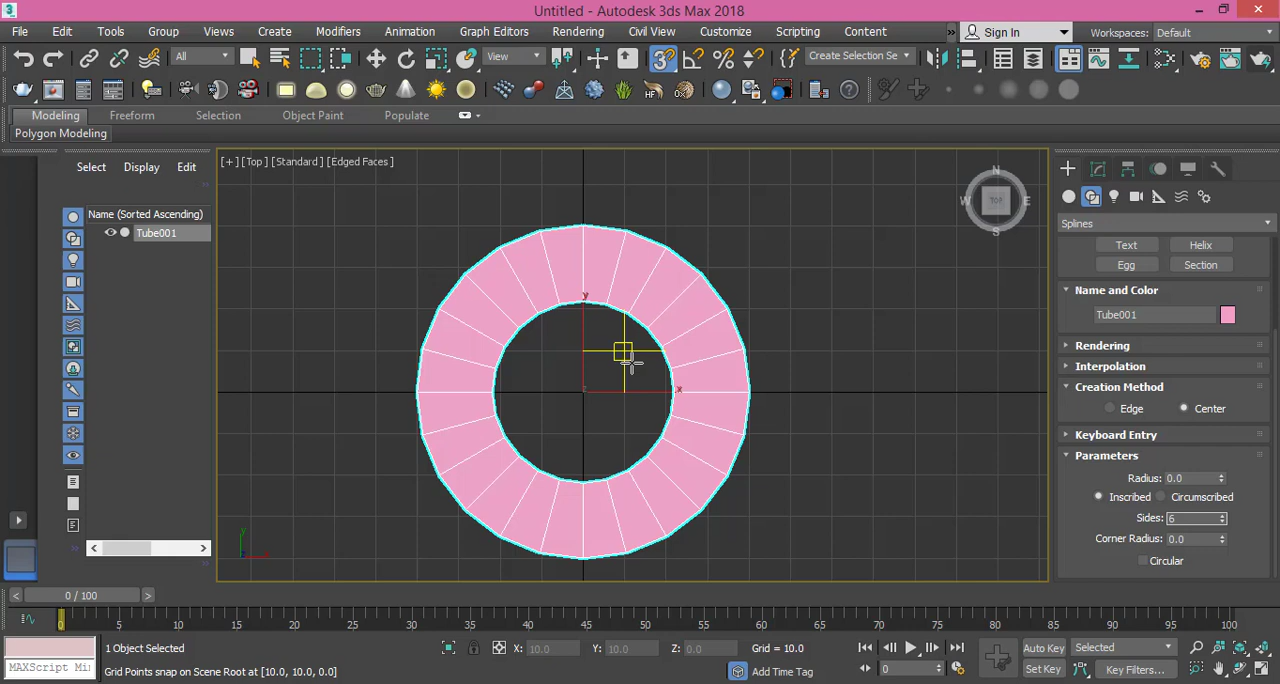 3 Untitled - Autodesk 3ds Max 2018
File Edit Tools Group Views Create Modifiers Animation Graph Editors Rendering Civil View Customize Scripting Content » Sign In Workspaces: Default
All View 3 Create Selection Se
Modeling Freeform Selection Object Paint Populate
Polygon Modeling
Select Display Edit
Name (Sorted Ascending)
Tube001
[+] [Top] [Standard] [Edged Faces]
N
W TOP E
S
y
x
z
y
Splines
Text Helix
Egg Section
Name and Color
Tube001
Rendering
Interpolation
Creation Method
Edge Center
Keyboard Entry
Parameters
Radius: 0.0
Inscribed Circumscribed
Sides: 6
Corner Radius: 0.0
Circular
< 0 / 100 >
0 5 10 15 20 25 30 35 40 45 50 55 60 65 70 75 80 85 90 95 100
1 Object Selected X: 10.0 Y: 10.0 Z: 0.0 Grid = 10.0 Auto Key Selected
MAXScript Mi Grid Points snap on Scene Root at [10.0, 10.0, 0.0] Add Time Tag 0 Set Key Key Filters...